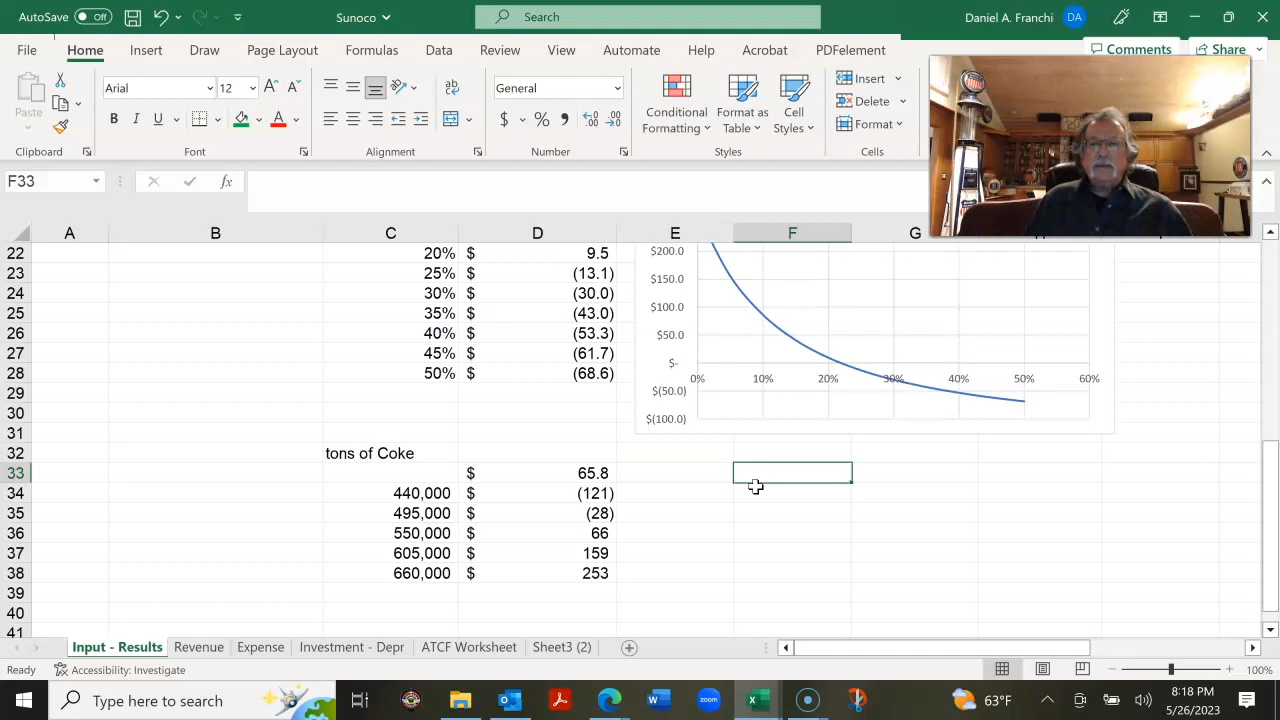 AutoSave Off Sunoco Search Daniel A. Franchi DA
File Home Insert Draw Page Layout Formulas Data Review View Automate Help Acrobat PDFelement Comments Share
Paste Arial 12 General Conditional Formatting Format as Table Cell Styles Insert
B I U A $ % Delete
Format
Clipboard Font Alignment Number Styles Cells
F33 fx
A B C D E F G
22 20% $ 9.5 $200.0
23 25% $ (13.1) $150.0
24 30% $ (30.0) $100.0
25 35% $ (43.0)
26 40% $ (53.3) $50.0
27 45% $ (61.7) $-
28 50% $ (68.6) 0% 10% 20% 30% 40% 50% 60%
29 $(50.0)
30 $(100.0)
31
32 tons of Coke
33 $ 65.8
34 440,000 $ (121)
35 495,000 $ (28)
36 550,000 $ 66
37 605,000 $ 159
38 660,000 $ 253
39
40
41
Input - Results Revenue Expense Investment - Depr ATCF Worksheet Sheet3 (2)
Ready Accessibility: Investigate 100%
Type here to search zoom 63°F 8:18 PM
5/26/2023